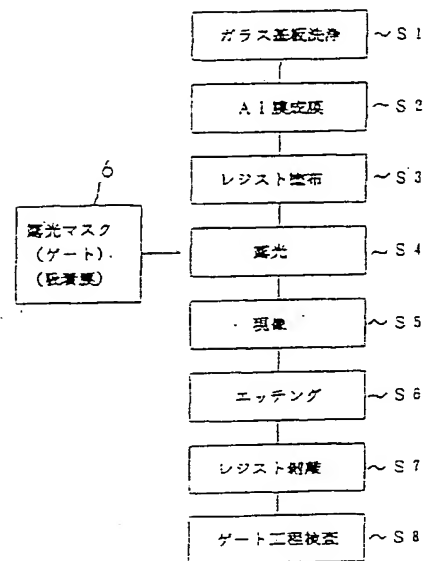 ガラス基板洗浄 ～S1
Al膜成膜 ～S2
レジスト塗布 ～S3
6
露光マスク
(ゲート)
(吸着膜)
露光 ～S4
現像 ～S5
エッチング ～S6
レジスト剥離 ～S7
ゲート工程検査 ～S8